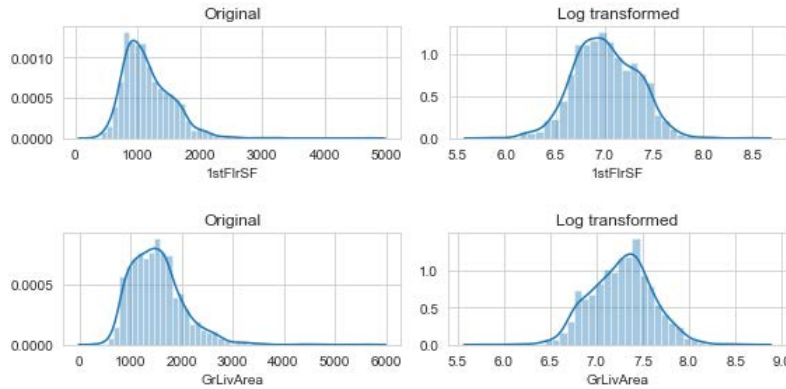 Original
Log transformed
0.0010
0.0005
0.0000
0 1000 2000 3000 4000 5000
1stFlrSF
1.0
0.5
0.0
5.5 6.0 6.5 7.0 7.5 8.0 8.5
1stFlrSF
Original
Log transformed
0.0005
0.0000
0 1000 2000 3000 4000 5000 6000
GrLivArea
1.0
0.5
0.0
5.5 6.0 6.5 7.0 7.5 8.0 8.5 9.0
GrLivArea